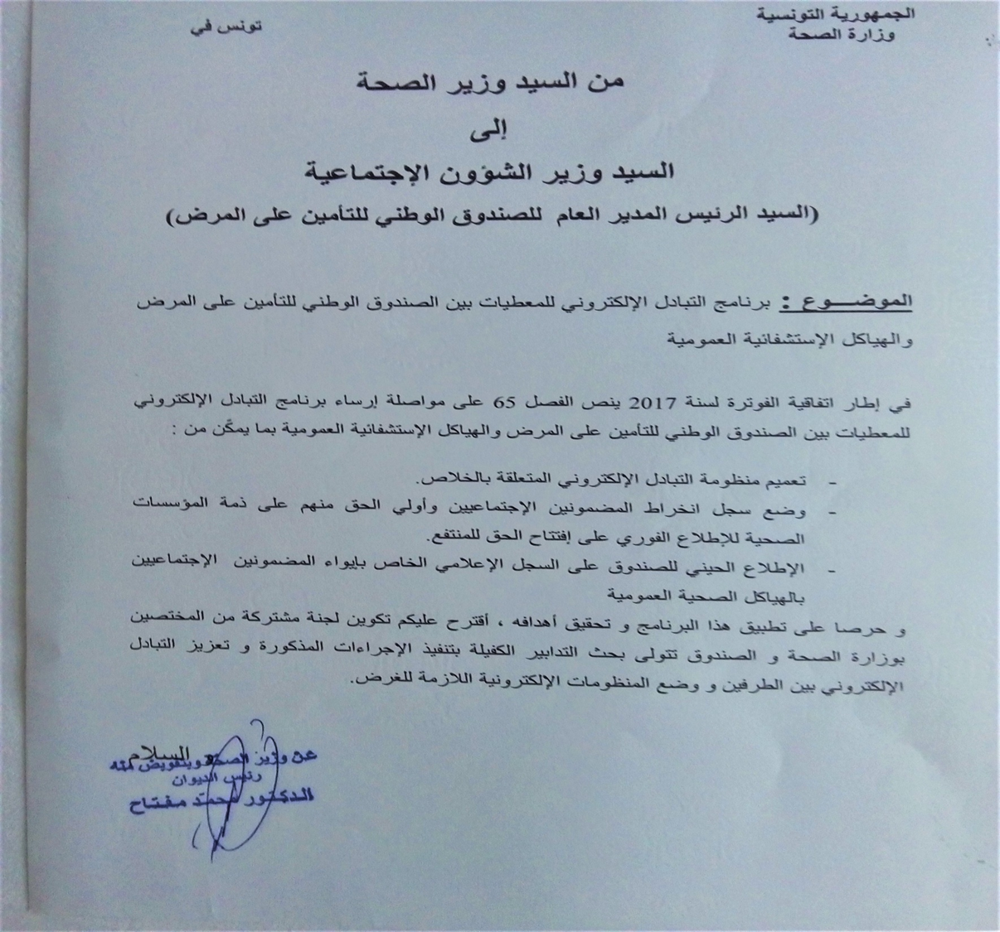 الجمهورية التونسية
وزارة الصحة
تونس في
من السيد وزير الصحة
إلى
السيد وزير الشؤون الإجتماعية
(السيد الرئيس المدير العام للصندوق الوطني للتأمين على المرض)
الموضـــوع : برنامج التبادل الإلكتروني للمعطيات بين الصندوق الوطني للتأمين على المرض
والهياكل الإستشفائية العمومية
في إطار اتفاقية الفوترة لسنة 2017 ينص الفصل 65 على مواصلة إرساء برنامج التبادل الإلكتروني
للمعطيات بين الصندوق الوطني للتأمين على المرض والهياكل الإستشفائية العمومية بما يمكّن من :
- تعميم منظومة التبادل الإلكتروني المتعلقة بالخلاص.
- وضع سجل انخراط المضمونين الإجتماعيين وأولي الحق منهم على ذمة المؤسسات
الصحية للإطلاع الفوري على إفتتاح الحق للمنتفع.
- الإطلاع الحيني للصندوق على السجل الإعلامي الخاص بإيواء المضمونين الإجتماعيين
بالهياكل الصحية العمومية
و حرصا على تطبيق هذا البرنامج و تحقيق أهدافه ، أقترح عليكم تكوين لجنة مشتركة من المختصين
بوزارة الصحة و الصندوق تتولى بحث التدابير الكفيلة بتنفيذ الإجراءات المذكورة و تعزيز التبادل
الإلكتروني بين الطرفين و وضع المنظومات الإلكترونية اللازمة للغرض.
و السلام
عن وزير الصحة وبتفويض منه
رئيس الديوان
الدكتور محمد مفتاح